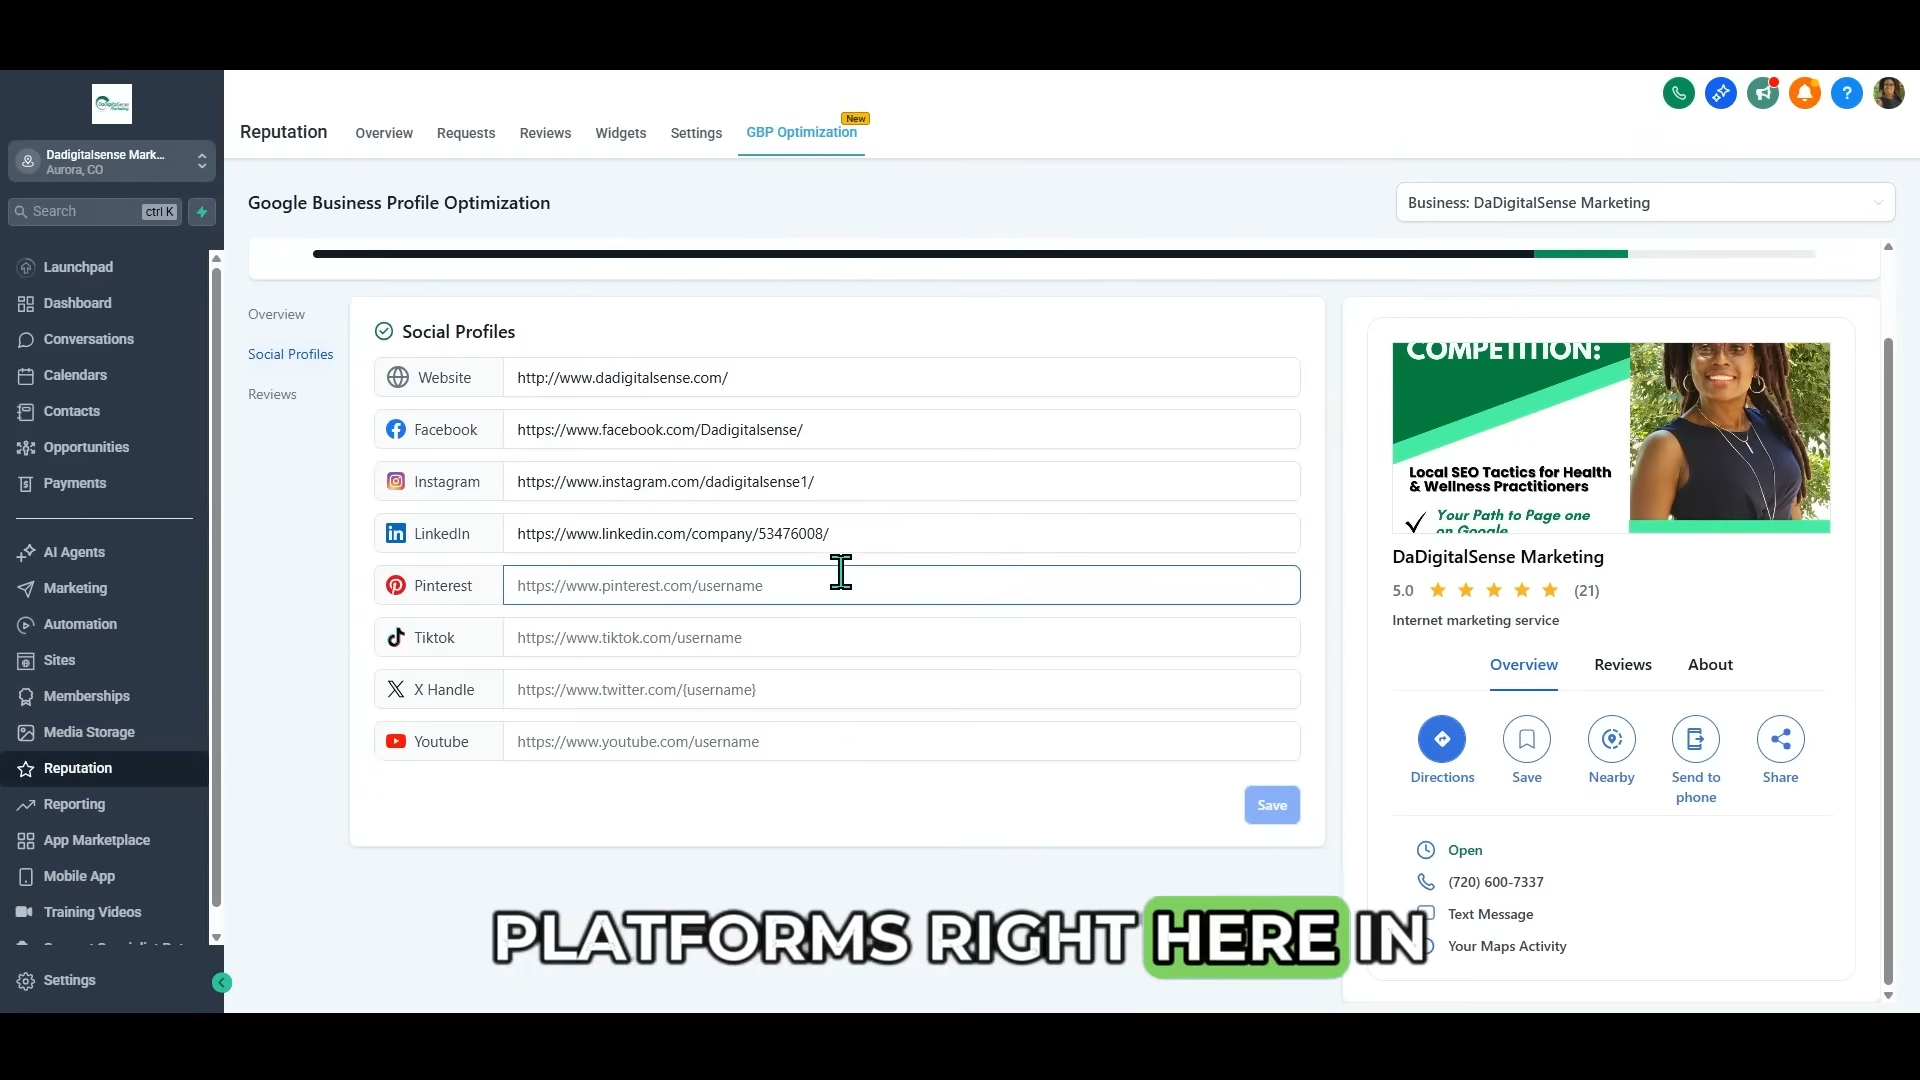 Dadigitalsense Mark...
Aurora, CO
Search
ctrl K
Launchpad
Dashboard
Conversations
Calendars
Contacts
Opportunities
Payments
AI Agents
Marketing
Automation
Sites
Memberships
Media Storage
Reputation
Reporting
App Marketplace
Mobile App
Training Videos
Settings
Reputation
Overview
Requests
Reviews
Widgets
Settings
GBP Optimization
New
Google Business Profile Optimization
Business: DaDigitalSense Marketing
Overview
Social Profiles
Reviews
Social Profiles
Website
http://www.dadigitalsense.com/
Facebook
https://www.facebook.com/Dadigitalsense/
Instagram
https://www.instagram.com/dadigitalsense1/
LinkedIn
https://www.linkedin.com/company/53476008/
Pinterest
https://www.pinterest.com/username
Tiktok
https://www.tiktok.com/username
X Handle
https://www.twitter.com/{username}
Youtube
https://www.youtube.com/username
Save
COMPETITION:
Local SEO Tactics for Health
& Wellness Practitioners
Your Path to Page one
on Google
DaDigitalSense Marketing
5.0
(21)
Internet marketing service
Overview
Reviews
About
Directions
Save
Nearby
Send to
phone
Share
Open
(720) 600-7337
Text Message
Your Maps Activity
PLATFORMS RIGHT HERE IN